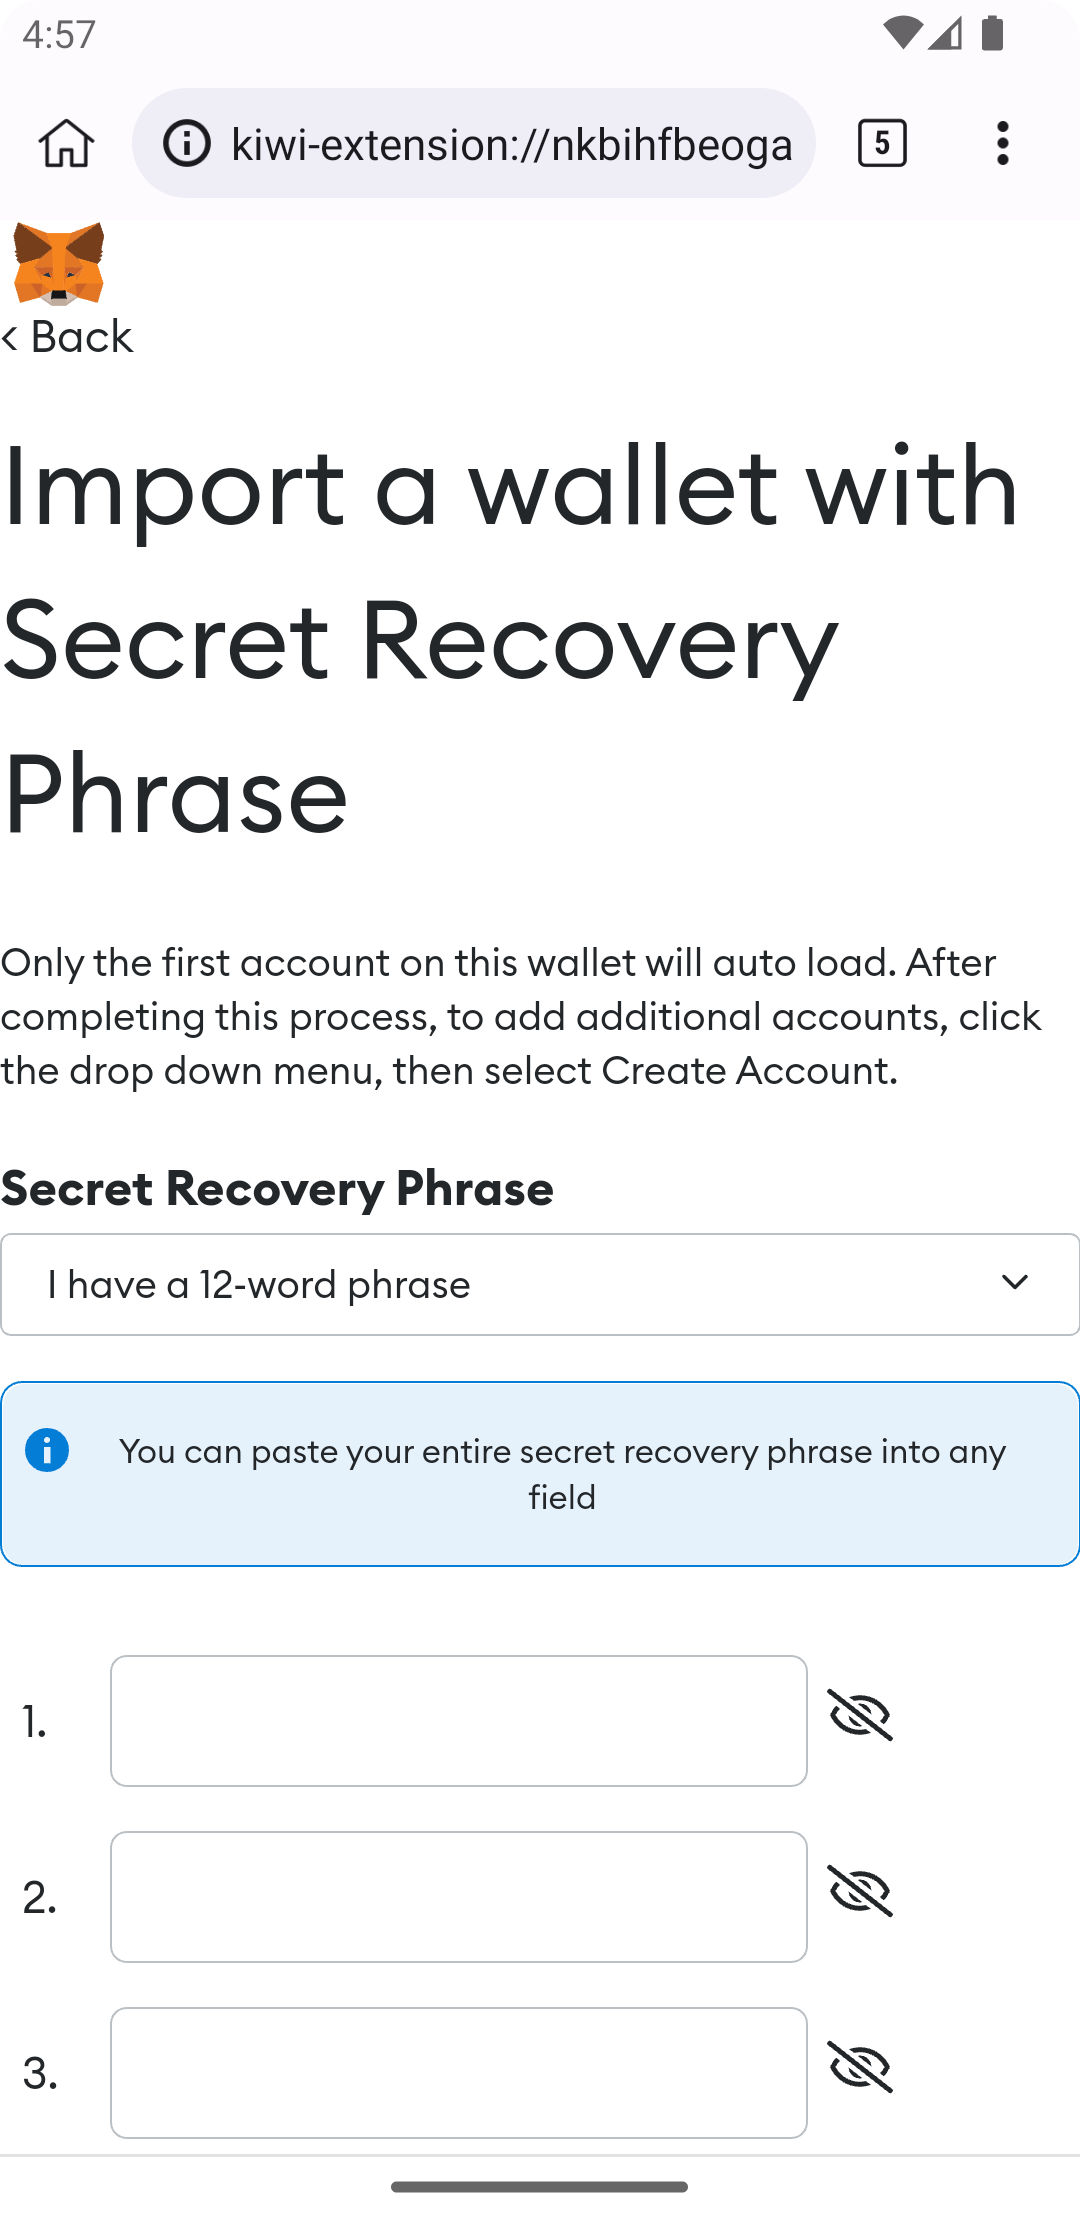 4:57
kiwi-extension://nkbihfbeoga
5
< Back
Import a wallet with
Secret Recovery
Phrase
Only the first account on this wallet will auto load. After
completing this process, to add additional accounts, click
the drop down menu, then select Create Account.
Secret Recovery Phrase
I have a 12-word phrase
You can paste your entire secret recovery phrase into any
field
1.
2.
3.